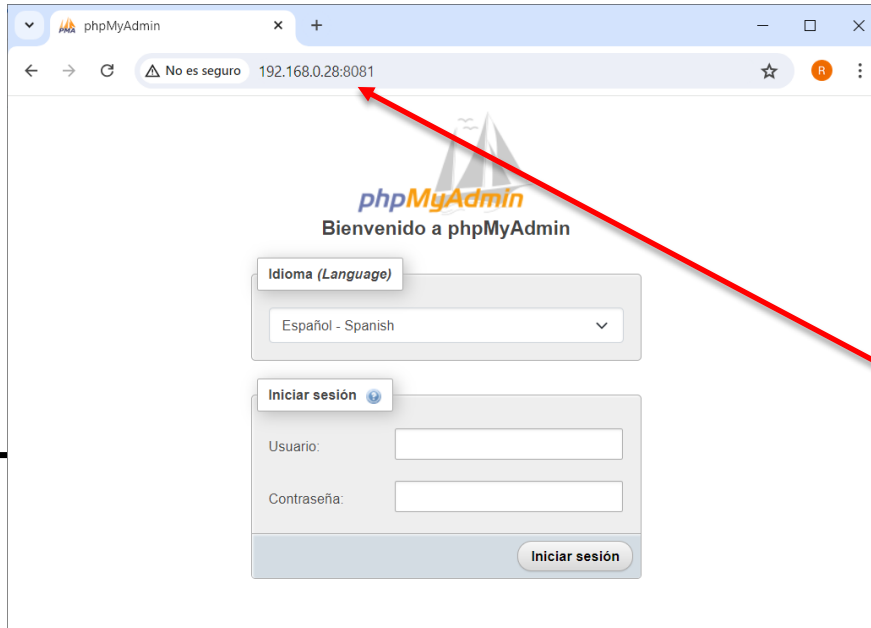 phpMyAdmin
No es seguro 192.168.0.28:8081
R
phpMyAdmin
Bienvenido a phpMyAdmin
Idioma (Language)
Español - Spanish
Iniciar sesión
Usuario:
Contraseña:
Iniciar sesión